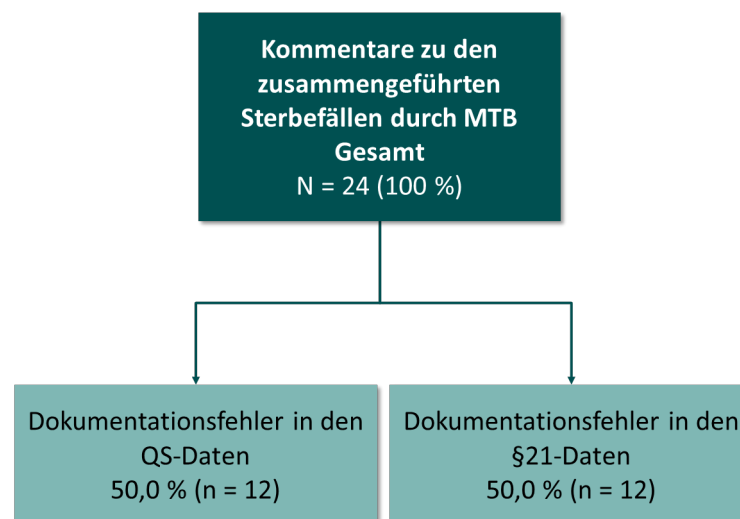 Kommentare zu den
zusammengeführten
Sterbefällen durch MTB
Gesamt
N = 24 (100 %)
Dokumentationsfehler in den
QS-Daten
50,0 % (n = 12)
Dokumentationsfehler in den
§21-Daten
50,0 % (n = 12)